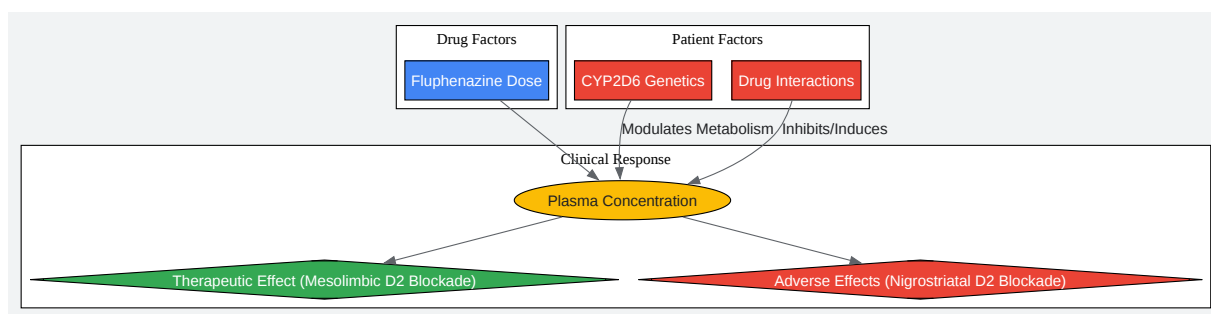 Drug Factors
Patient Factors
Fluphenazine Dose
CYP2D6 Genetics
Drug Interactions
Modulates Metabolism
Inhibits/Induces
Clinical Response
Plasma Concentration
Therapeutic Effect (Mesolimbic D2 Blockade)
Adverse Effects (Nigrostriatal D2 Blockade)